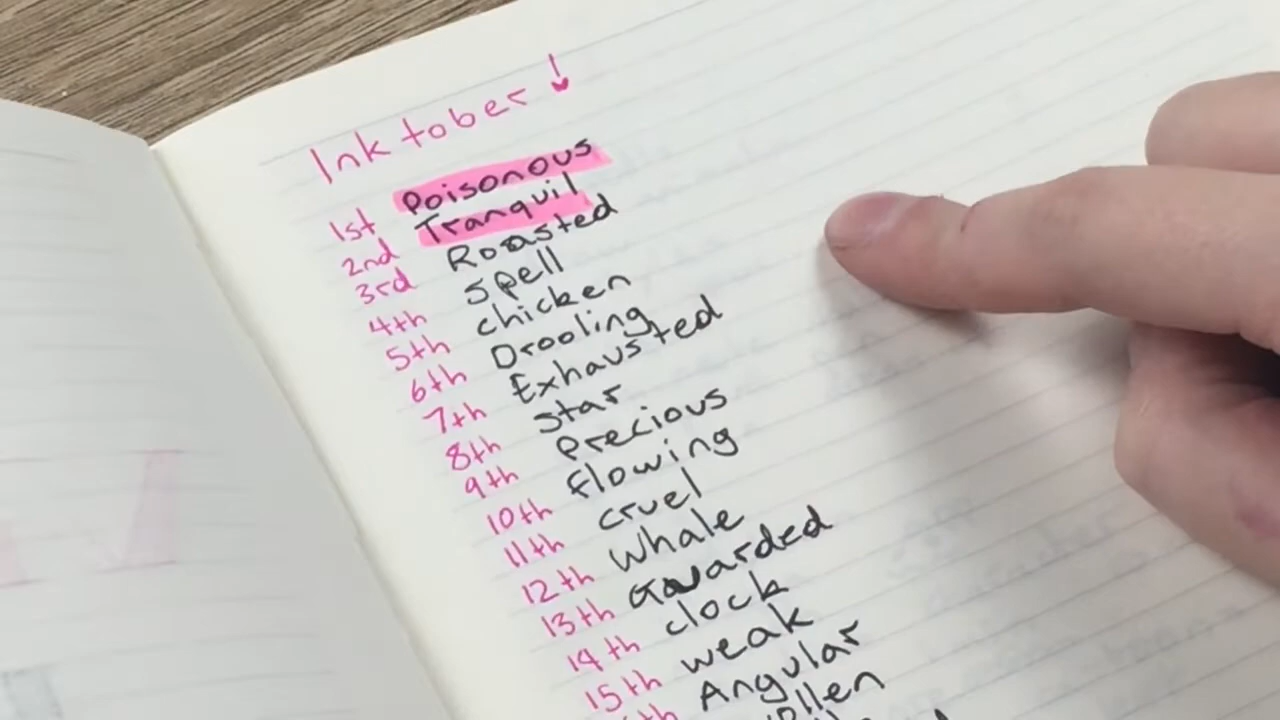 Inktober ↓
1st Poisonous
2nd Tranquil
3rd Roasted
4th Spell
5th chicken
6th Drooling
7th Exhausted
8th Star
9th Precious
10th flowing
11th cruel
12th Whale
13th Guarded
14th clock
15th weak
Angular